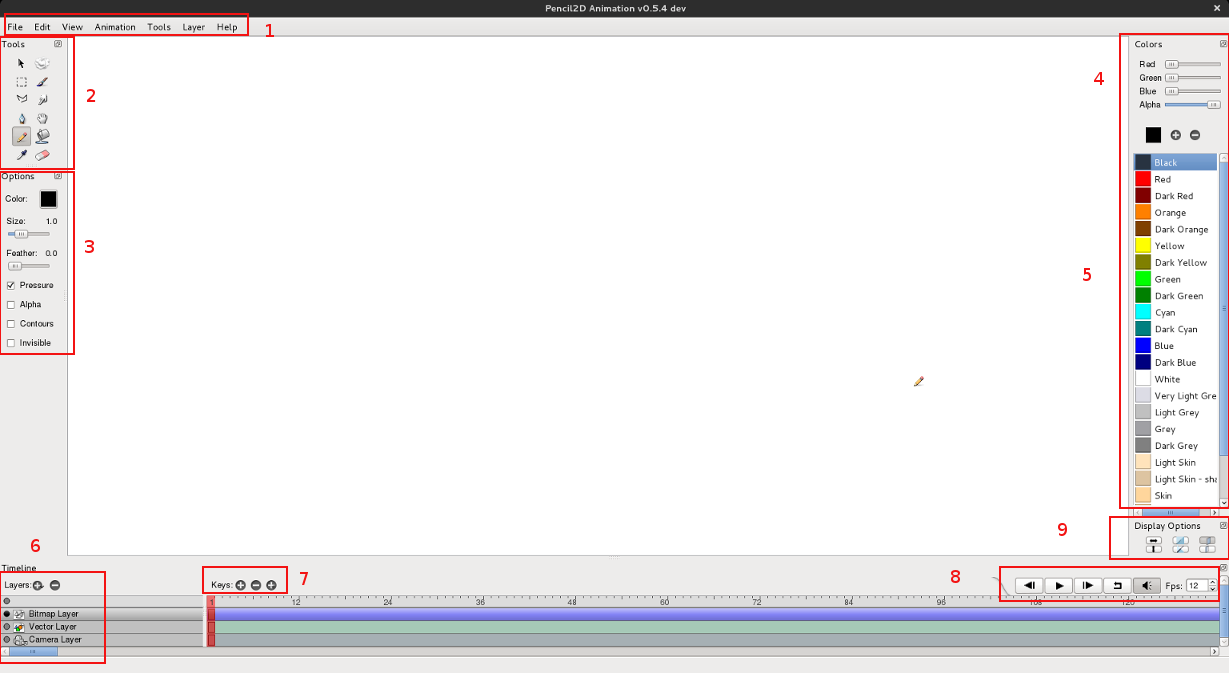 Pencil2D Animation v0.5.4 dev
File Edit View Animation Tools Layer Help
1
Tools
2
Options
Color:
Size: 1.0
Feather: 0.0
Pressure
Alpha
Contours
Invisible
3
Colors
Red
Green
Blue
Alpha
4
5
Black
Red
Dark Red
Orange
Dark Orange
Yellow
Dark Yellow
Green
Dark Green
Cyan
Dark Cyan
Blue
Dark Blue
White
Very Light Gre
Light Grey
Grey
Dark Grey
Light Skin
Light Skin - sha
Skin
9
Display Options
6
Timeline
Layers:
Keys:
7
8
Fps: 12
1 12 24 36 48 60 72 84 96 108 120
Bitmap Layer
Vector Layer
Camera Layer